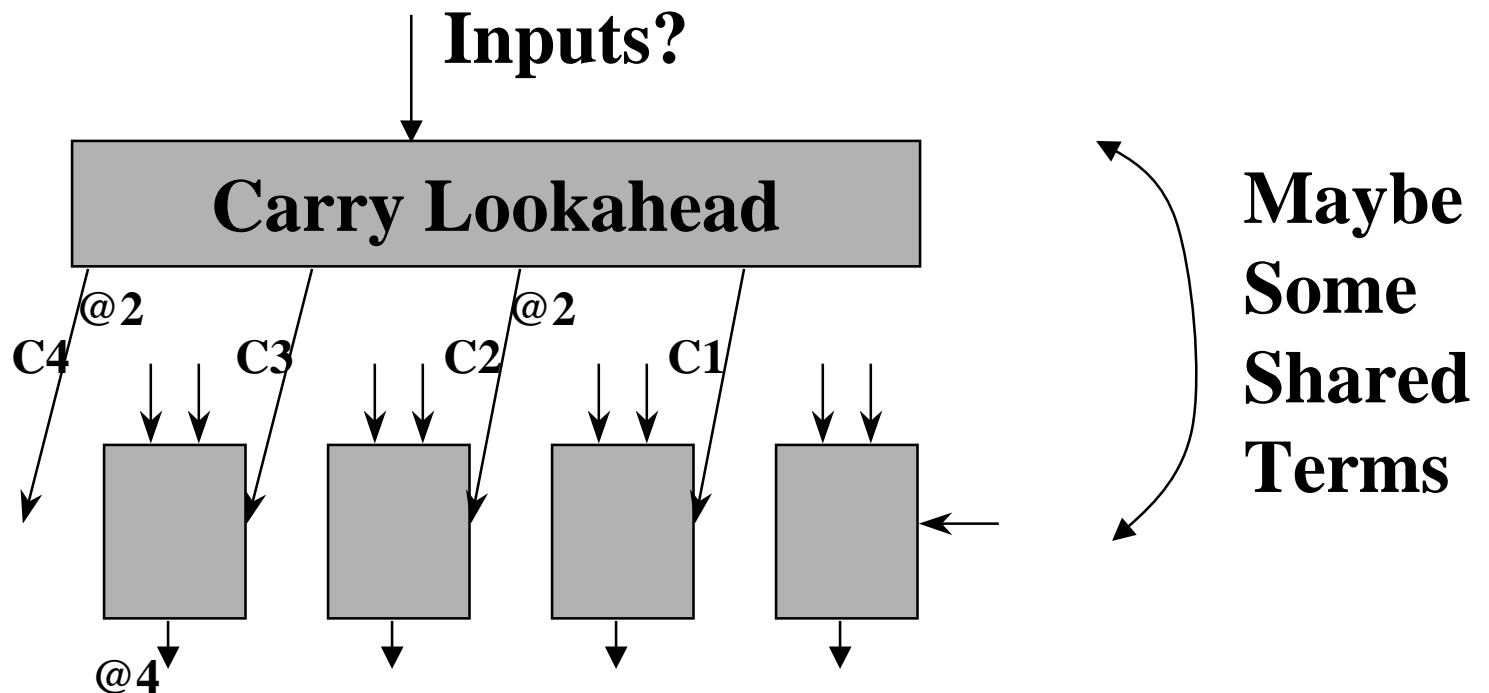 Inputs?
Carry Lookahead
@2
@2
C4
C3
C2
C1
@4
Maybe
Some
Shared
Terms